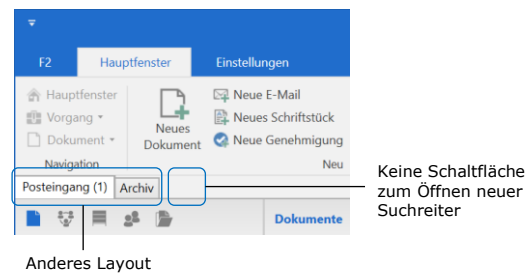 F2 Hauptfenster Einstellungen
Hauptfenster
Vorgang
Dokument
Navigation
Neues
Dokument
Neue E-Mail
Neues Schriftstück
Neue Genehmigung
Neu
Posteingang (1) Archiv
Dokumente
Keine Schaltfläche
zum Öffnen neuer
Suchreiter
Anderes Layout